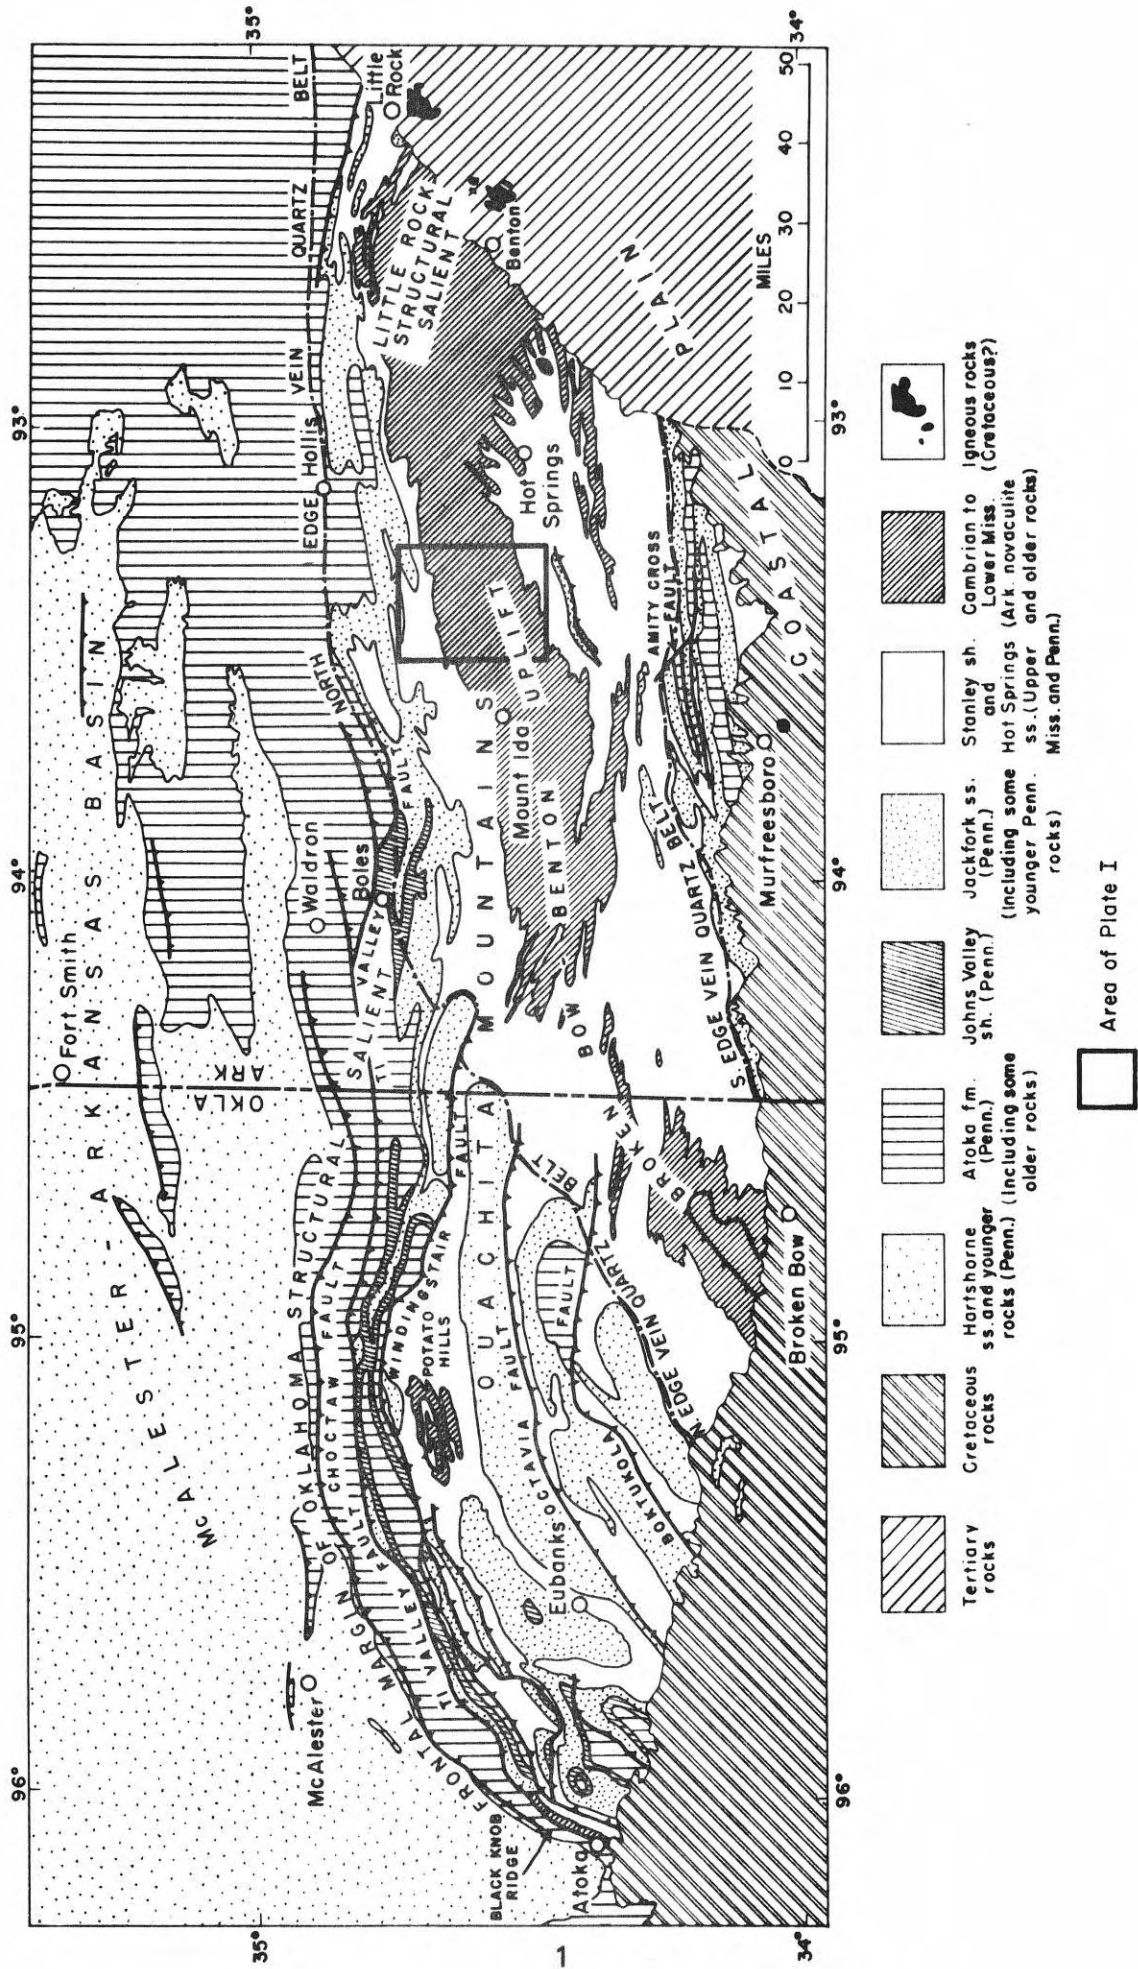 96°
95°
94°
93°
35°
35°
34°
34°
96°
95°
94°
93°
McALESTER - ARKANSAS BASIN
Fort Smith
OKLA
ARK
McAlester
Waldron
Boles
FRONTAL MARGIN OF OKLAHOMA STRUCTURAL SALIENT
CHOCTAW FAULT
TI VALLEY FAULT
TI VALLEY FAULT
WINDINGSTAIR FAULT
POTATO HILLS
NORTH EDGE VEIN QUARTZ BELT
Hollis
Little Rock
LITTLE ROCK
STRUCTURAL
SALIENT
Benton
OUACHITA MOUNTAINS
Mount Ida
BENTON UPLIFT
Hot Springs
BROKEN BOW
OCTAVIA FAULT
BOKTUKOLA FAULT
Eubanks
N EDGE VEIN QUARTZ BELT
S. EDGE VEIN QUARTZ BELT
AMITY CROSS FAULT
Murfreesboro
Broken Bow
COASTAL PLAIN
BLACK KNOB
RIDGE
Atoka
0 10 20 30 40 50
MILES
Tertiary
rocks
Cretaceous
rocks
Hartshorne
ss. and younger
rocks (Penn.)
Atoka fm.
(Penn.)
(Including some
older rocks)
Johns Valley
sh. (Penn.)
Jackfork ss.
(Penn.)
(Including some
younger Penn.
rocks)
Stanley sh.
and
Hot Springs
ss. (Upper
Miss. and Penn.)
Cambrian to
Lower Miss.
(Ark novaculite
and older rocks)
Igneous rocks
(Cretaceous?)
Area of Plate I
1